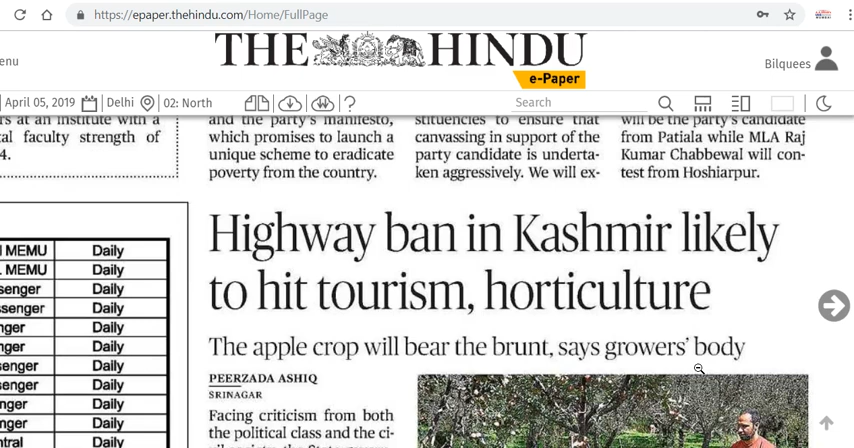 https://epaper.thehindu.com/Home/FullPage
enu
THE HINDU
e-Paper
Bilquees
April 05, 2019 Delhi 02: North ? Search
rs at an institute with a
tal faculty strength of
4.
and the party's manifesto,
which promises to launch a
unique scheme to eradicate
poverty from the country.
stituencies to ensure that
canvassing in support of the
party candidate is underta-
ken aggressively. We will ex-
will be the party's candidate
from Patiala while MLA Raj
Kumar Chabbewal will con-
test from Hoshiarpur.
MEMU Daily
MEMU Daily
senger Daily
ssenger Daily
nger Daily
nger Daily
senger Daily
senger Daily
nger Daily
nger Daily
ntral Daily
Highway ban in Kashmir likely
to hit tourism, horticulture
The apple crop will bear the brunt, says growers' body
PEERZADA ASHIQ
SRINAGAR
Facing criticism from both
the political class and the ci-